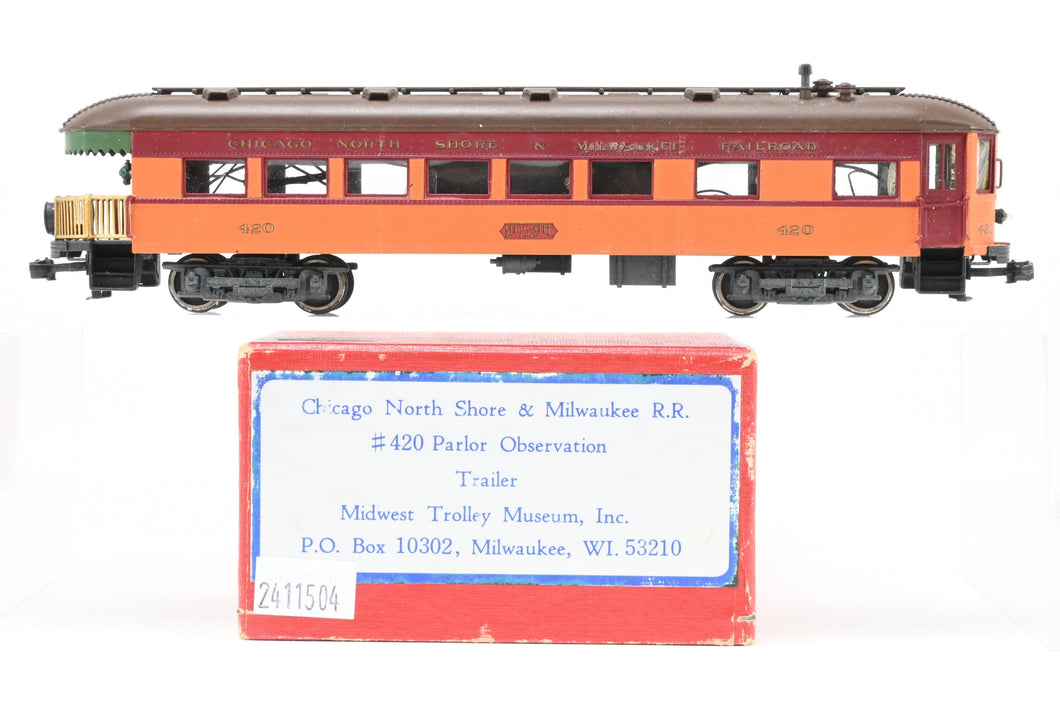 CHICAGO NORTH SHORE & MILWAUKEE RAILROAD
420 420 420
Chicago North Shore & Milwaukee R.R.
#420 Parlor Observation
Trailer
Midwest Trolley Museum, Inc.
P.O. Box 10302, Milwaukee, WI. 53210
2411504